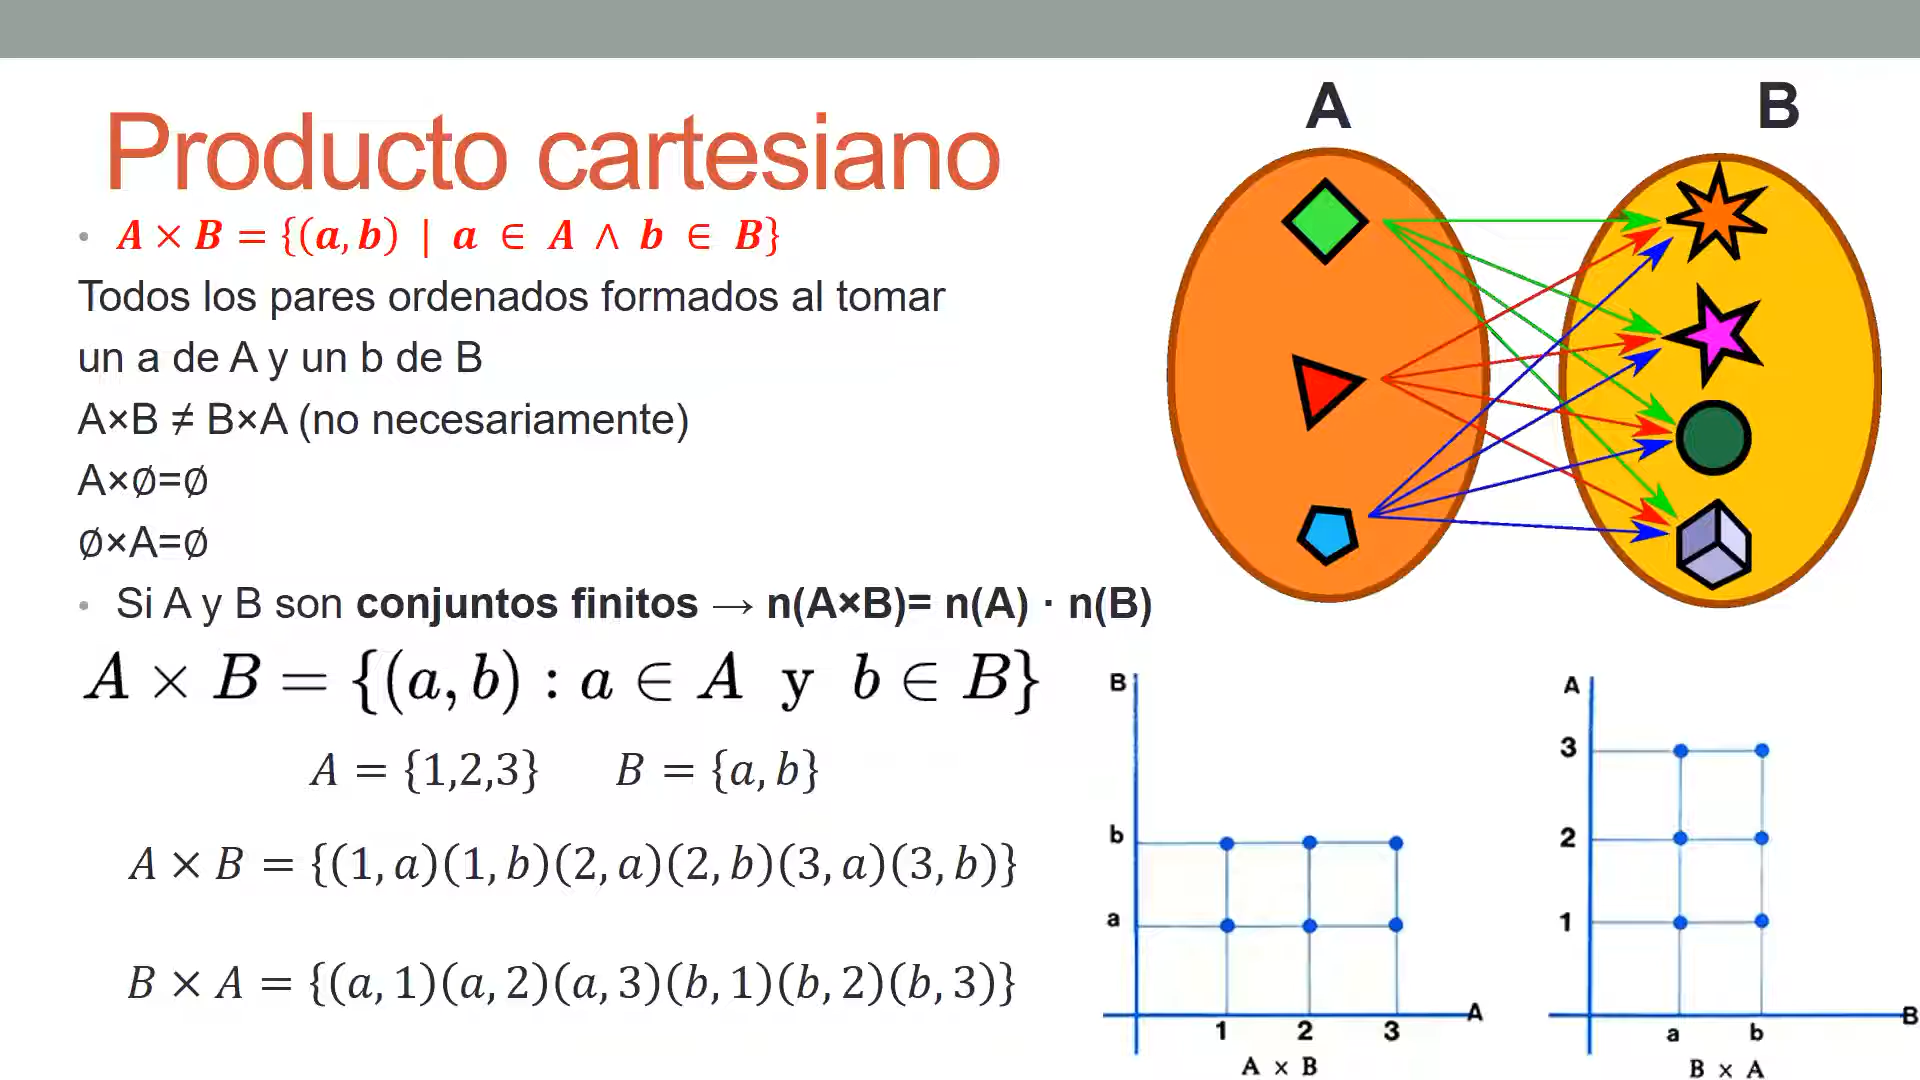 Producto cartesiano
• A × B = {(a, b) | a ∈ A ∧ b ∈ B}
Todos los pares ordenados formados al tomar
un a de A y un b de B
A×B ≠ B×A (no necesariamente)
A×∅=∅
∅×A=∅
• Si A y B son conjuntos finitos → n(A×B)= n(A) · n(B)
A × B = {(a, b) : a ∈ A y b ∈ B}
A = {1,2,3} B = {a, b}
A × B = {(1, a)(1, b)(2, a)(2, b)(3, a)(3, b)}
B × A = {(a, 1)(a, 2)(a, 3)(b, 1)(b, 2)(b, 3)}
A B
B
b
a
1 2 3 A
A × B
A
3
2
1
a b B
B × A